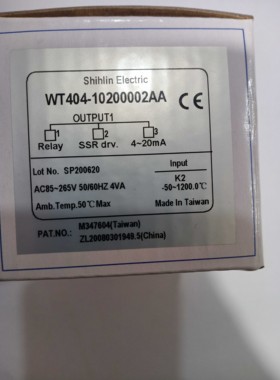 Shihlin Electric
WT404-10200002AA CE
OUTPUT1
1 2 3
Relay SSR drv. 4~20mA
Lot No. SP200620
Input
K2
-50~1200.0°C
AC85~265V 50/60HZ 4VA
Amb.Temp.50°C Max
Made In Taiwan
PAT.NO.: M347604(Taiwan)
ZL20080301949.5(China)